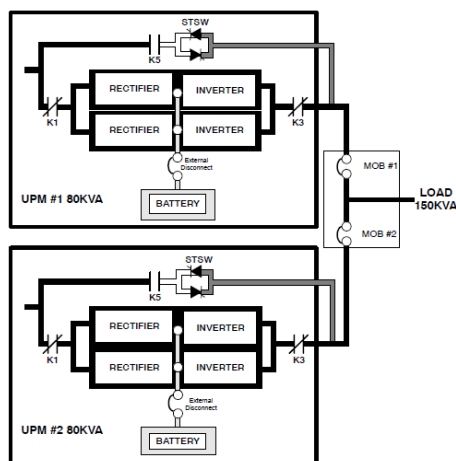 STSW
K5
RECTIFIER
INVERTER
K1
K3
RECTIFIER
INVERTER
External
Disconnect
MOB #1
LOAD
150KVA
MOB #2
UPM #1 80KVA
BATTERY
STSW
K5
RECTIFIER
INVERTER
K1
K3
RECTIFIER
INVERTER
External
Disconnect
UPM #2 80KVA
BATTERY